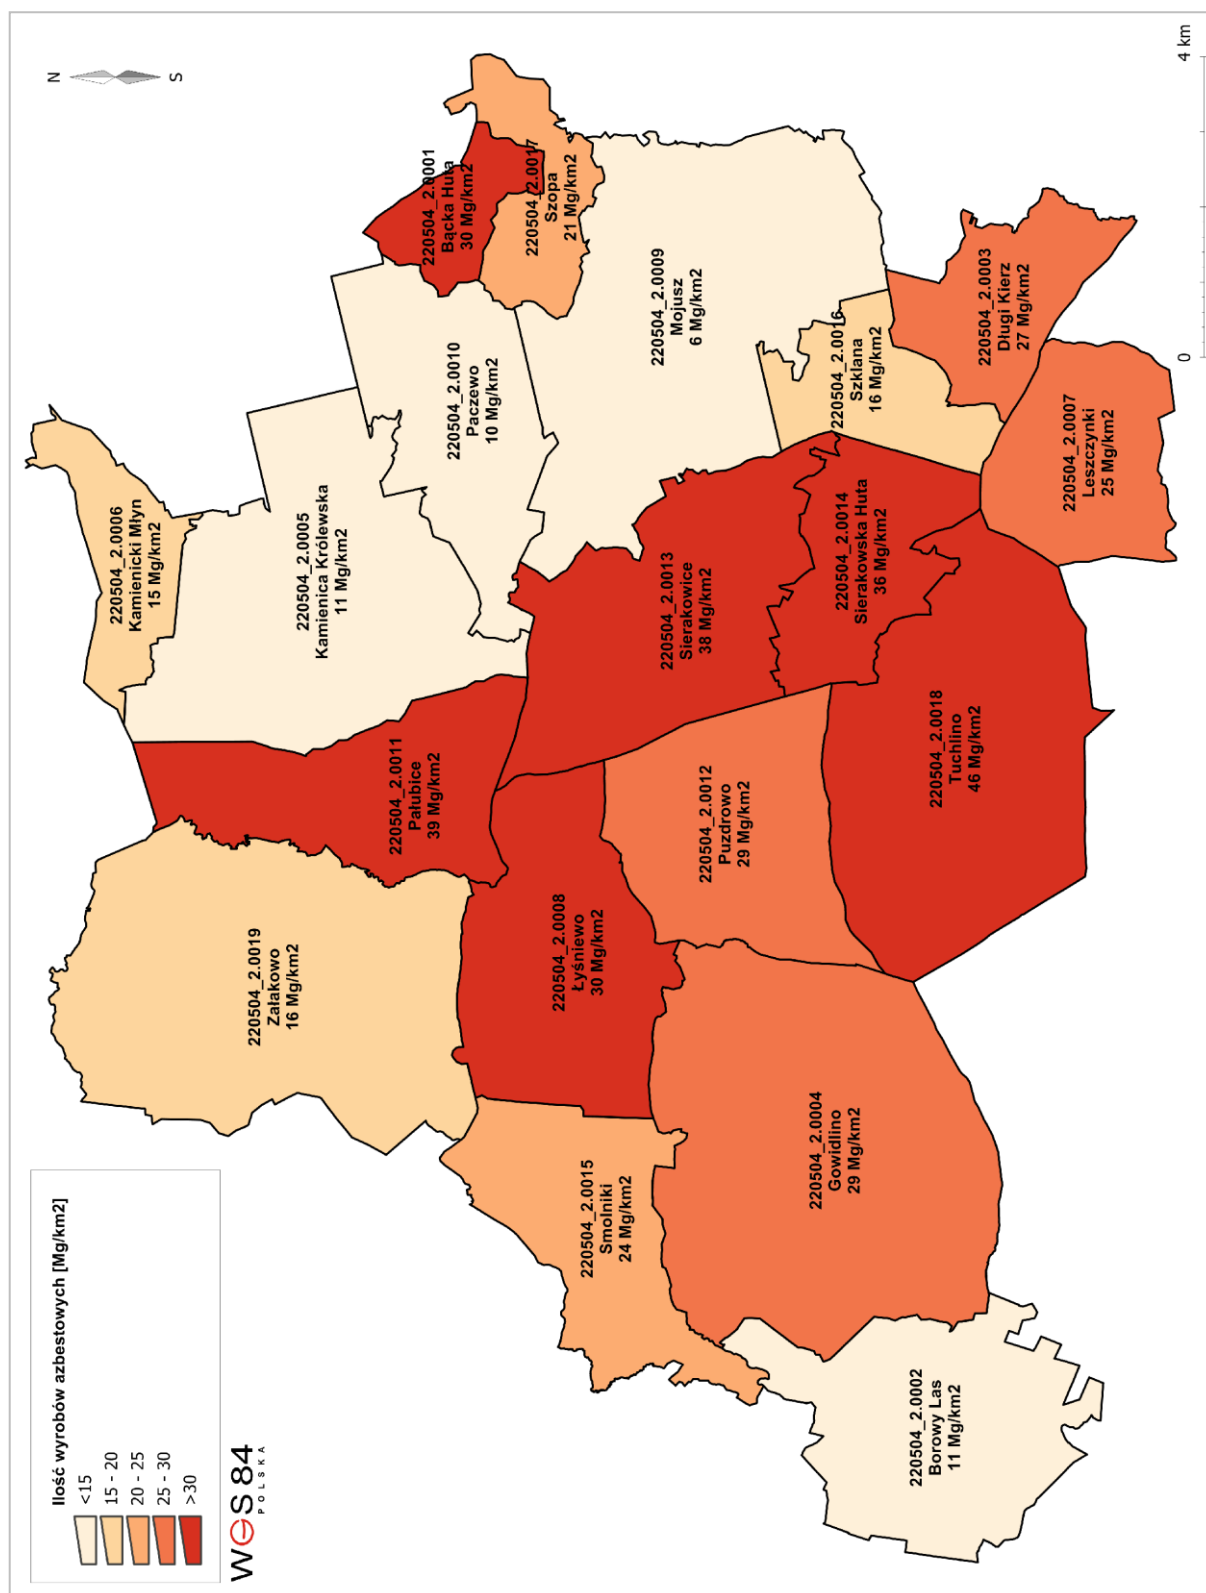 Ilość wyrobów azbestowych [Mg/km2]
<15
15 - 20
20 - 25
25 - 30
>30
WGS 84
POLSKA
N
S
220504_2.0006
Kamienicki Młyn
15 Mg/km2
220504_2.0019
Załakowo
16 Mg/km2
220504_2.0005
Kamienica Królewska
11 Mg/km2
220504_2.0011
Pałubice
39 Mg/km2
220504_2.0010
Paczewo
10 Mg/km2
220504_2.0001
Bącka Huta
30 Mg/km2
220504_2.0017
Szopa
21 Mg/km2
220504_2.0015
Smolniki
24 Mg/km2
220504_2.0008
Łyśniewo
30 Mg/km2
220504_2.0013
Sierakowice
38 Mg/km2
220504_2.0009
Mojusz
6 Mg/km2
220504_2.0012
Puzdrowo
29 Mg/km2
220504_2.0004
Gowidlino
29 Mg/km2
220504_2.0014
Sierakowska Huta
36 Mg/km2
220504_2.0016
Szklana
16 Mg/km2
220504_2.0002
Borowy Las
11 Mg/km2
220504_2.0018
Tuchlino
46 Mg/km2
220504_2.0003
Długi Kierz
27 Mg/km2
220504_2.0007
Leszczynki
25 Mg/km2
0
4 km